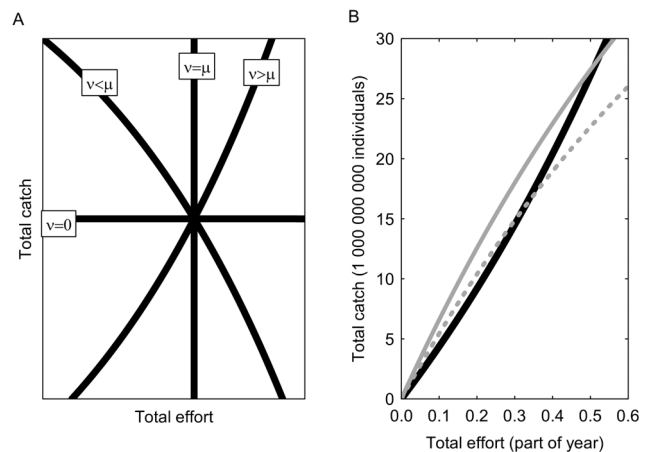 A
ν<μ
ν=μ
ν>μ
ν=0
Total catch
Total effort
B
30
25
20
15
10
5
0
Total catch (1 000 000 000 individuals)
0.0 0.1 0.2 0.3 0.4 0.5 0.6
Total effort (part of year)